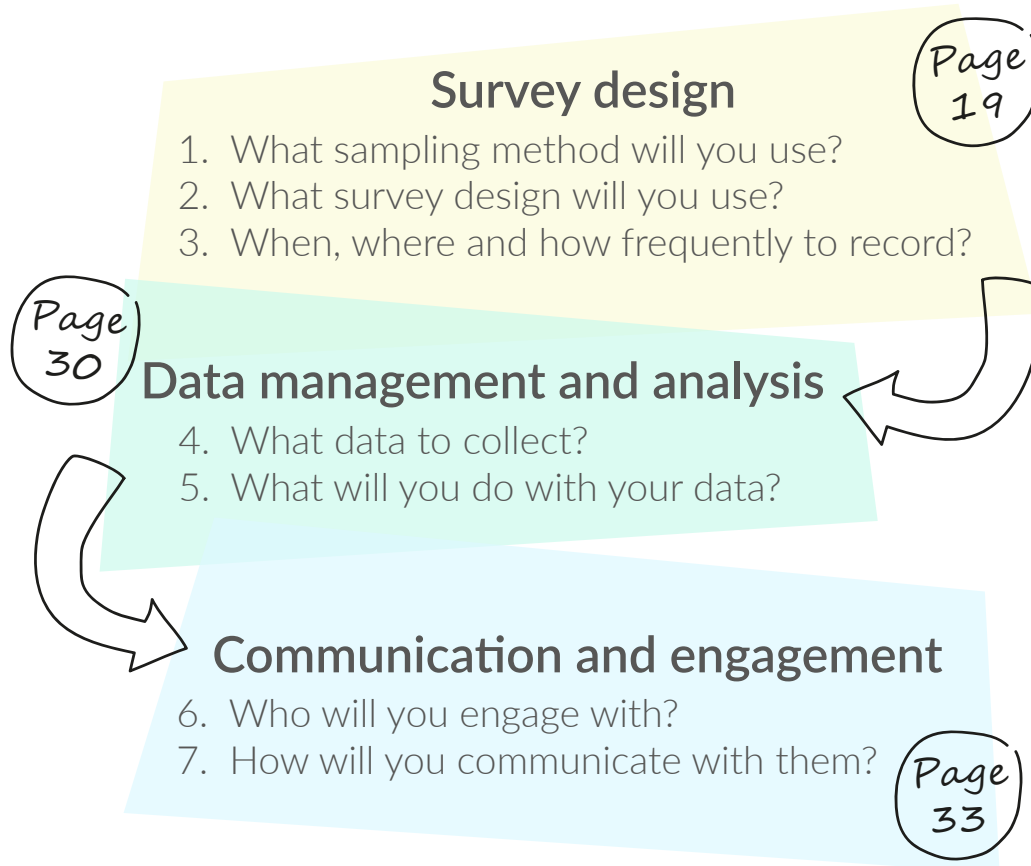 Survey design
Page
19
1. What sampling method will you use?
2. What survey design will you use?
3. When, where and how frequently to record?
Page
30
Data management and analysis
4. What data to collect?
5. What will you do with your data?
Communication and engagement
6. Who will you engage with?
7. How will you communicate with them?
Page
33